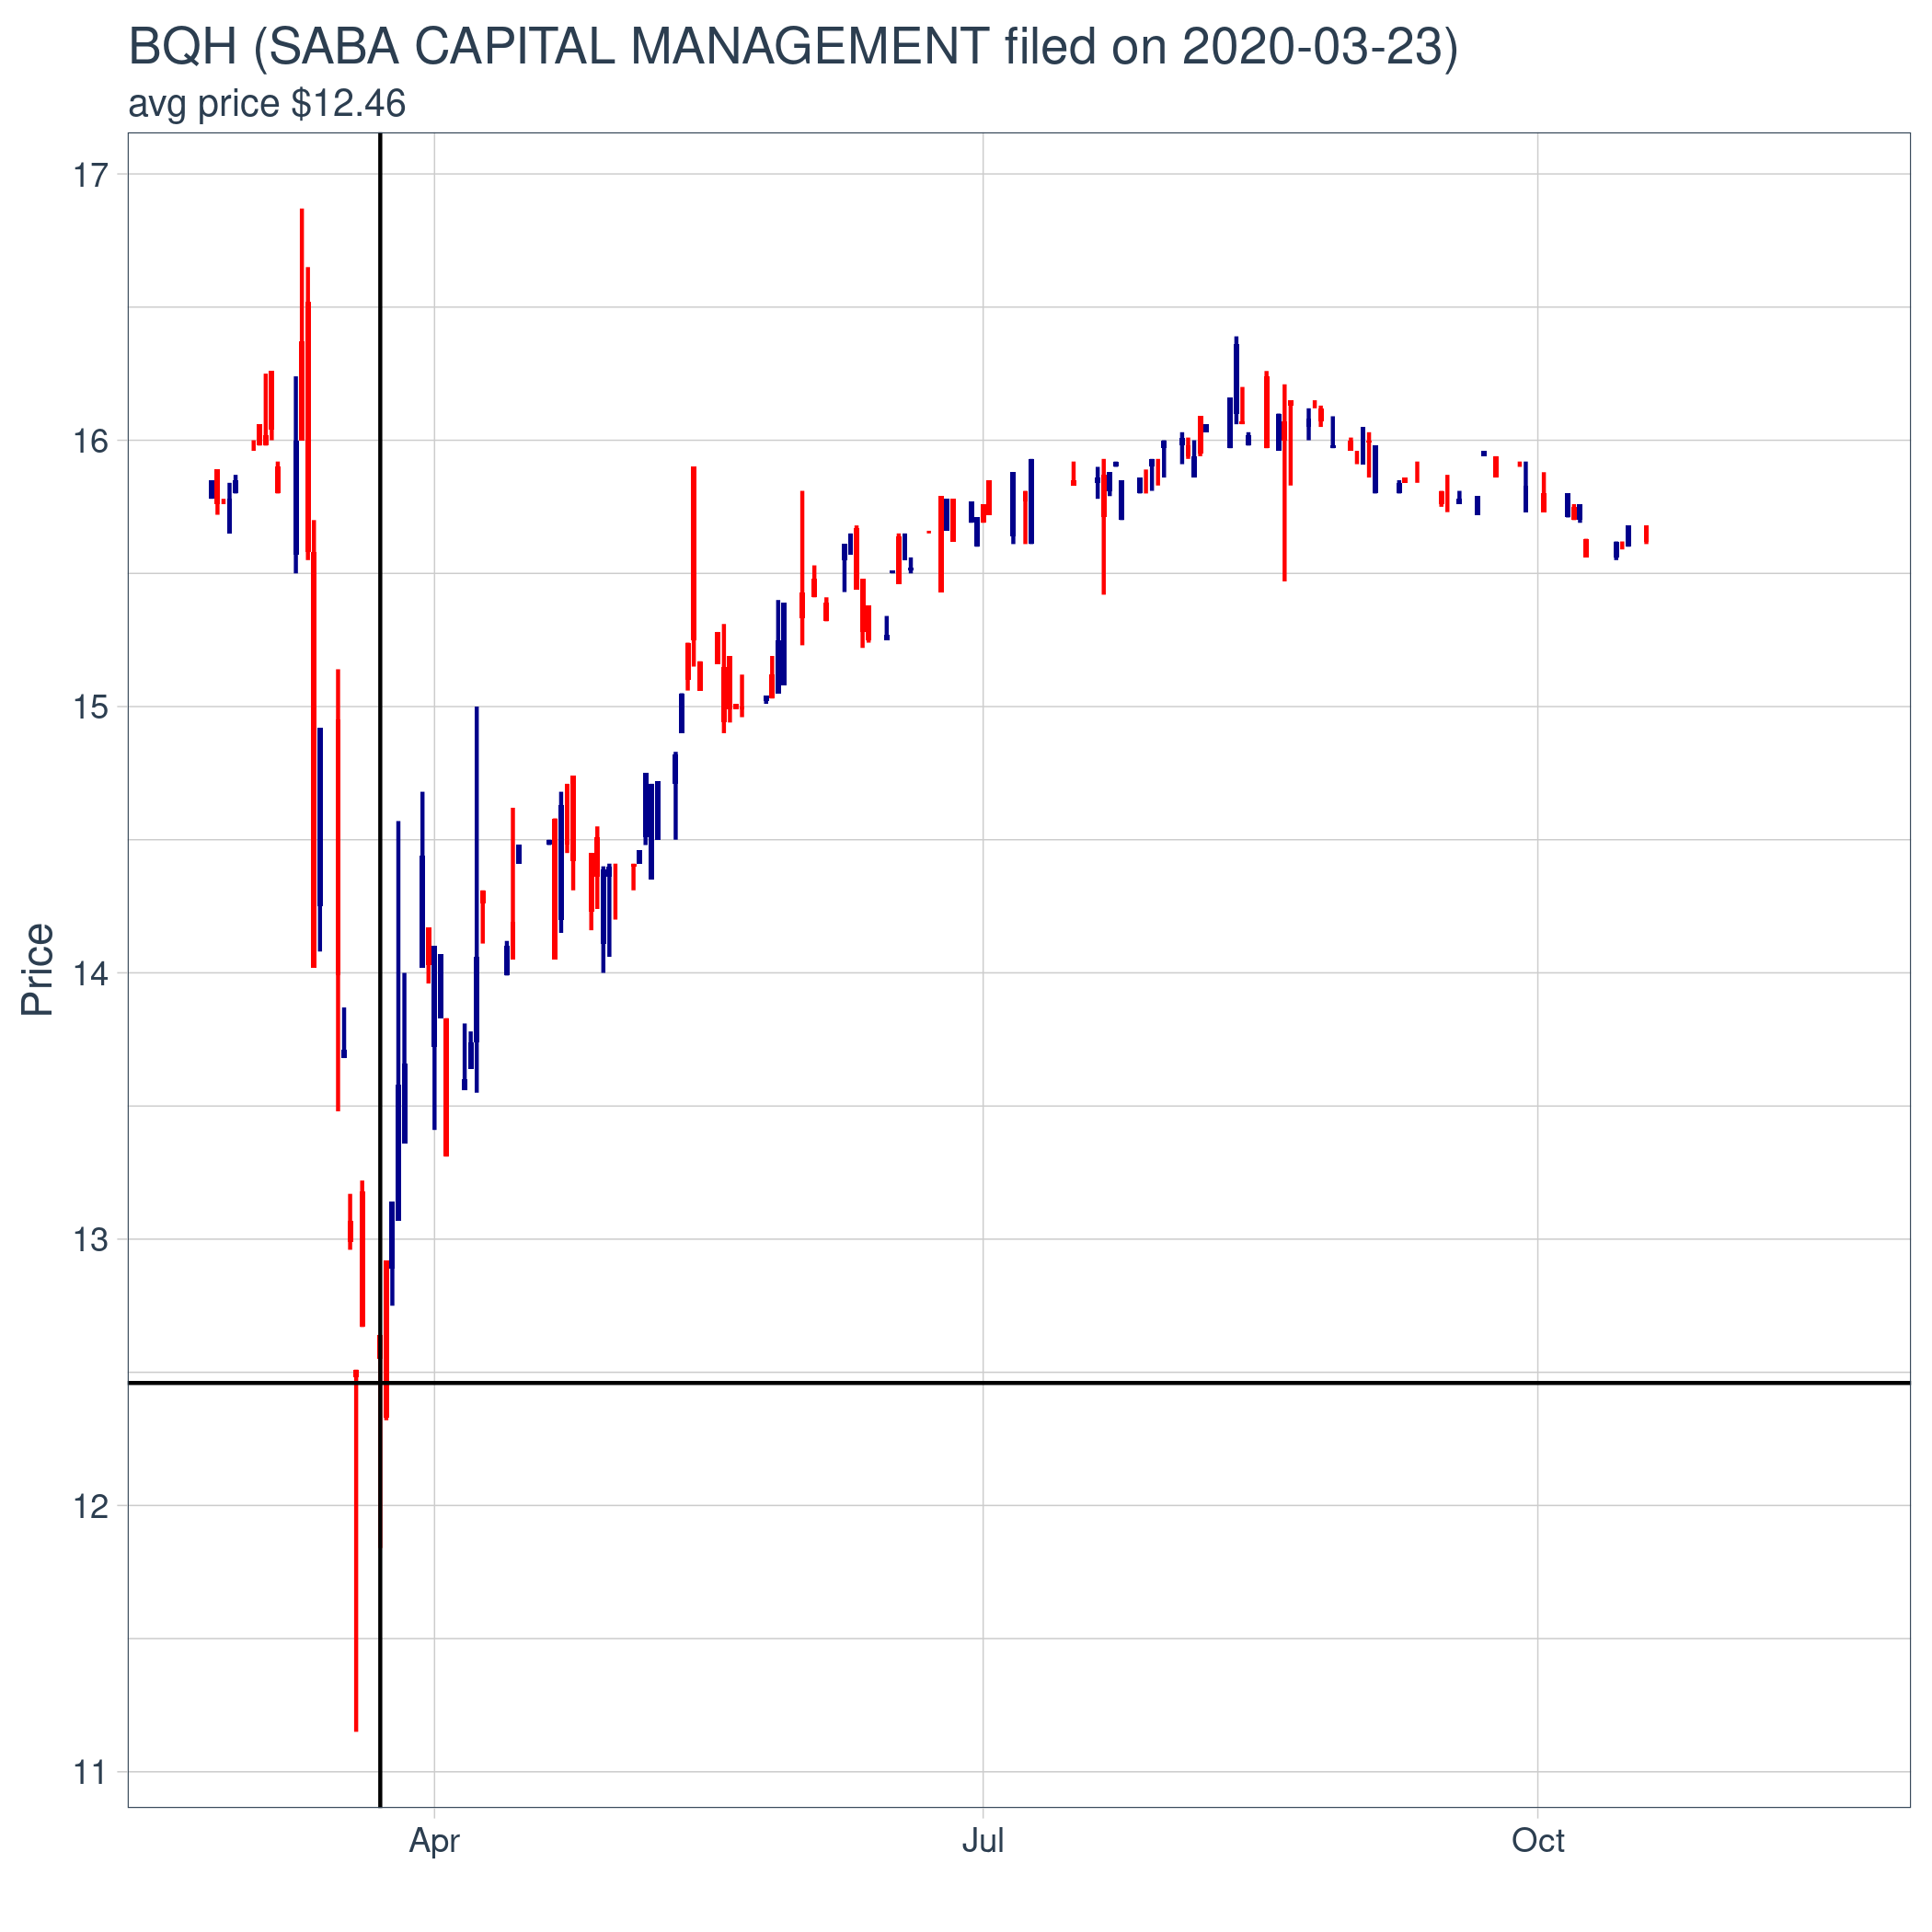 BQH (SABA CAPITAL MANAGEMENT filed on 2020-03-23)
avg price $12.46
17
16
15
14
13
12
11
Price
Apr Jul Oct